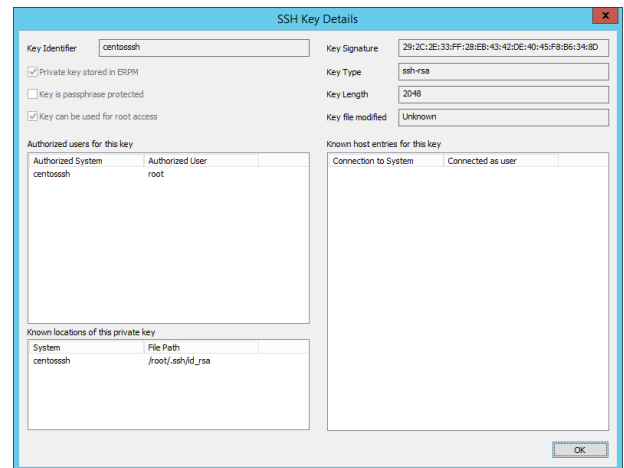 SSH Key Details
x
Key Identifier centosssh
Private key stored in ERPM
Key is passphrase protected
Key can be used for root access
Key Signature 29:2C:2E:33:FF:28:EB:43:42:DE:40:45:F8:B6:34:8D
Key Type ssh-rsa
Key Length 2048
Key file modified Unknown
Authorized users for this key
Authorized System Authorized User
centosssh root
Known locations of this private key
System File Path
centosssh /root/.ssh/id_rsa
Known host entries for this key
Connection to System Connected as user
OK